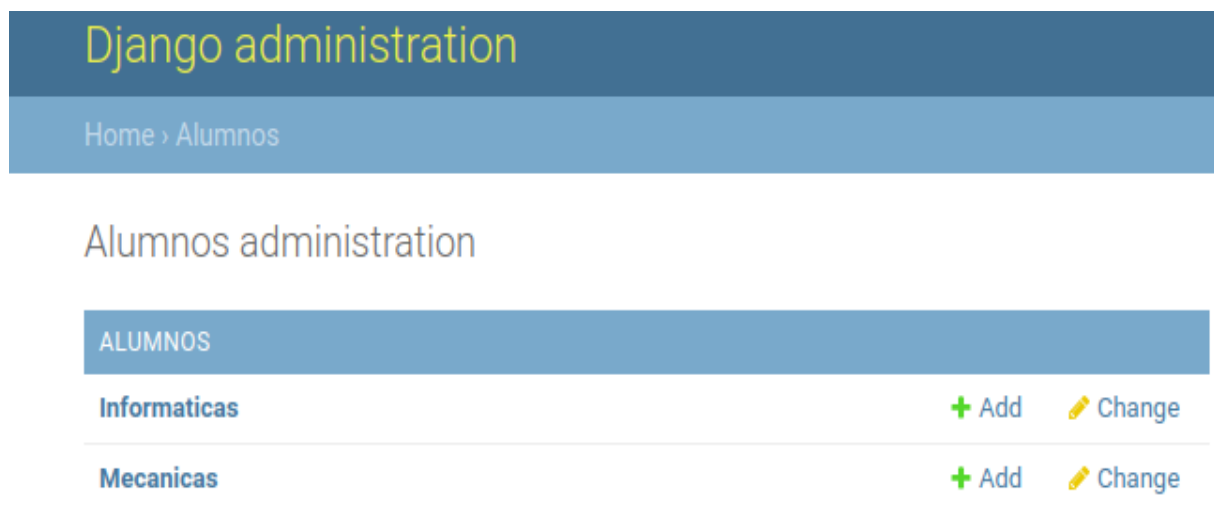 Django administration
Home › Alumnos
Alumnos administration
ALUMNOS
Informaticas Add Change
Mecanicas Add Change